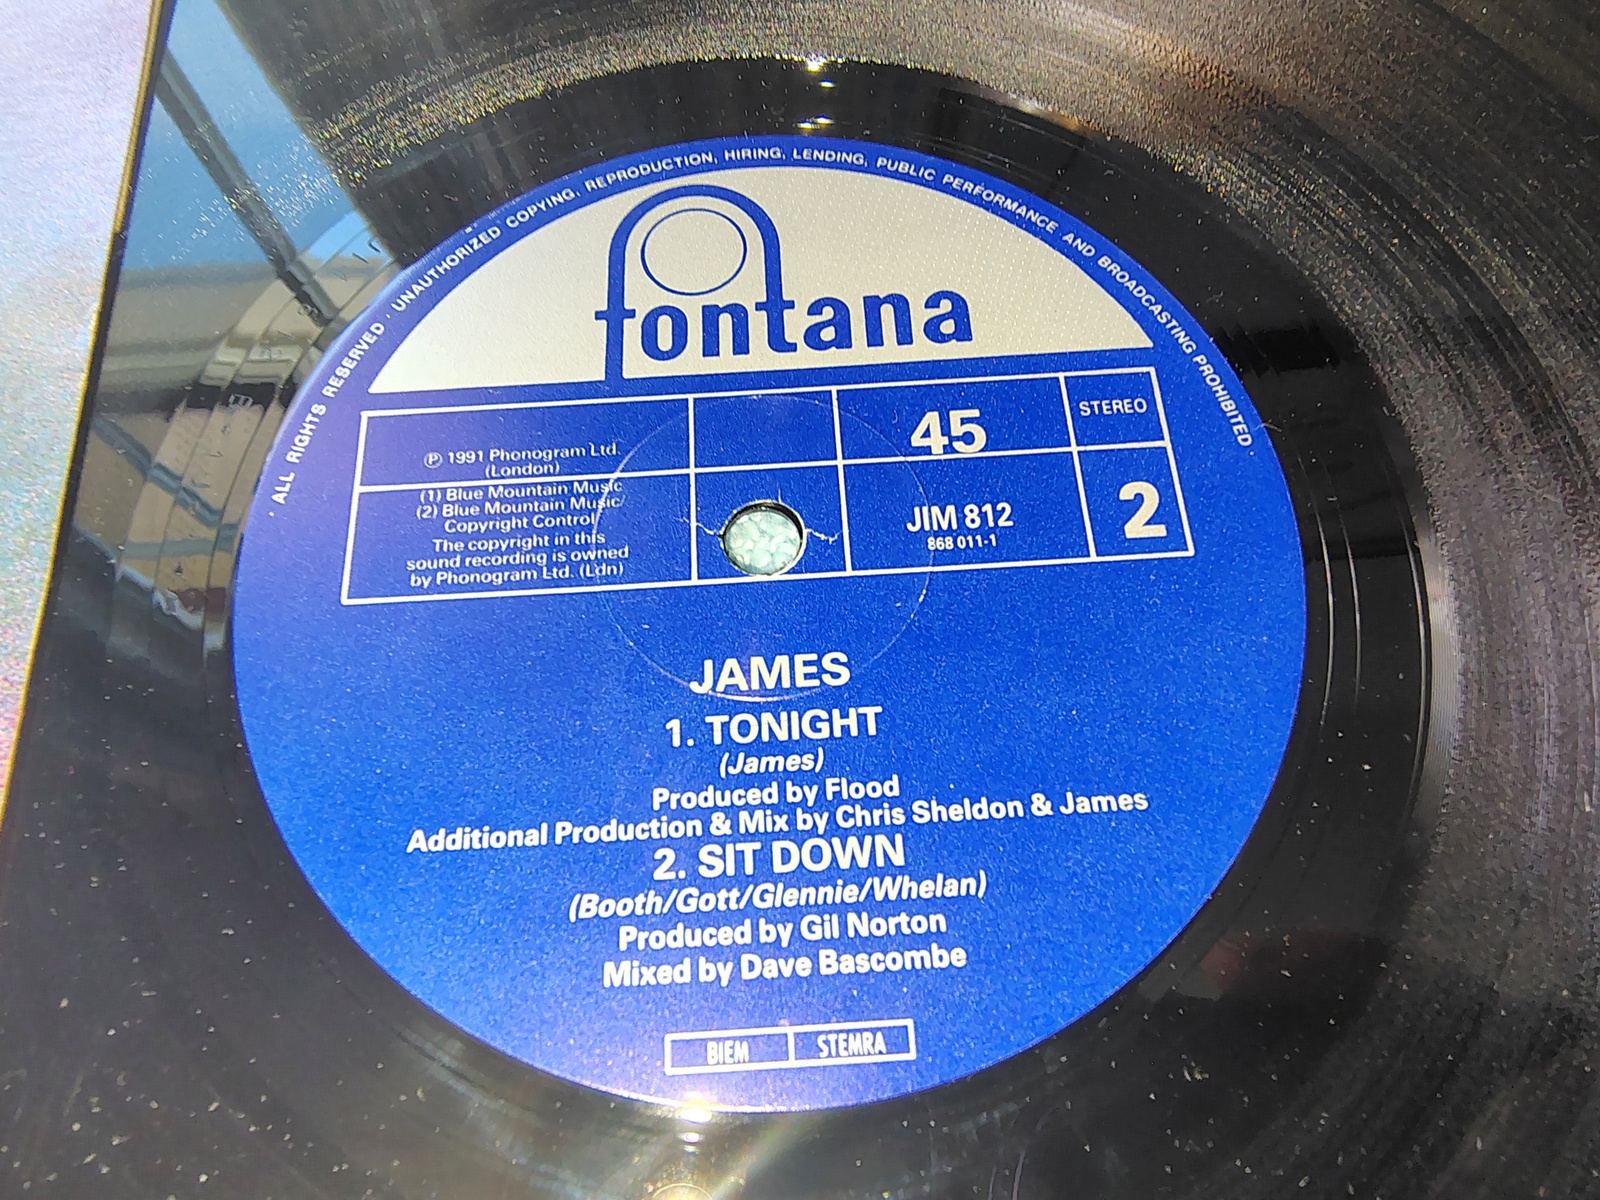 · ALL RIGHTS RESERVED · UNAUTHORIZED COPYING, REPRODUCTION, HIRING, LENDING, PUBLIC PERFORMANCE AND BROADCASTING PROHIBITED ·
fontana
℗ 1991 Phonogram Ltd.
(London)
(1) Blue Mountain Music
(2) Blue Mountain Music/
Copyright Control
The copyright in this
sound recording is owned
by Phonogram Ltd. (Ldn)
45
STEREO
JIM 812
868 011-1
2
JAMES
1. TONIGHT
(James)
Produced by Flood
Additional Production & Mix by Chris Sheldon & James
2. SIT DOWN
(Booth/Gott/Glennie/Whelan)
Produced by Gil Norton
Mixed by Dave Bascombe
BIEM STEMRA